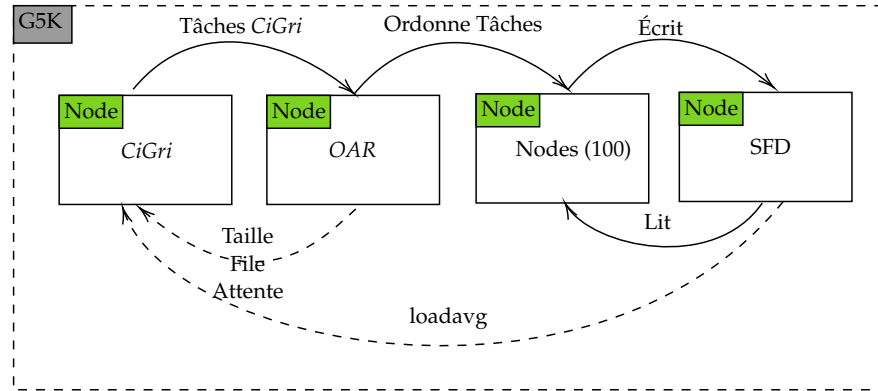 G5K
Tâches CiGri
Ordonne Tâches
Écrit
Node
CiGri
Node
OAR
Node
Nodes (100)
Node
SFD
Lit
Taille
File
Attente
loadavg